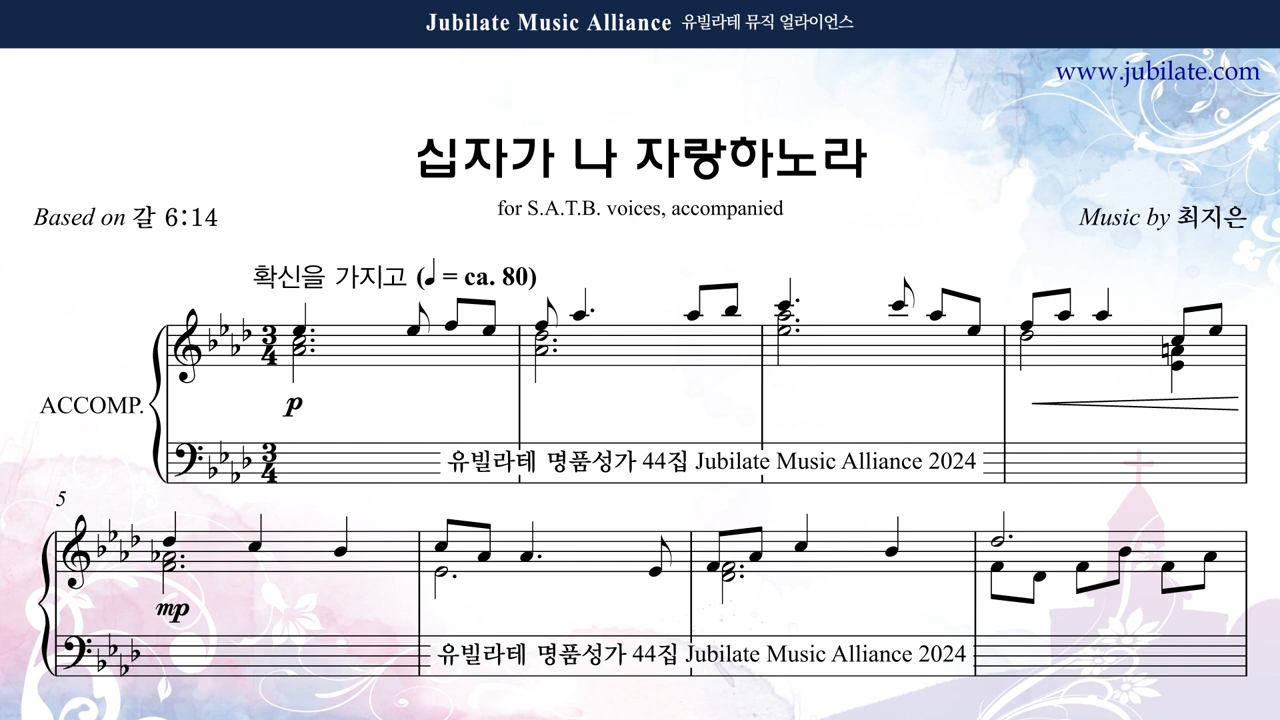 Jubilate Music Alliance 유빌라테 뮤직 얼라이언스
www.jubilate.com
십자가 나 자랑하노라
for S.A.T.B. voices, accompanied
Based on 갈 6:14
Music by 최지은
확신을 가지고 (♩ = ca. 80)
3 4
p
ACCOMP.
3 4
유빌라테 명품성가 44집 Jubilate Music Alliance 2024
5
mp
유빌라테 명품성가 44집 Jubilate Music Alliance 2024